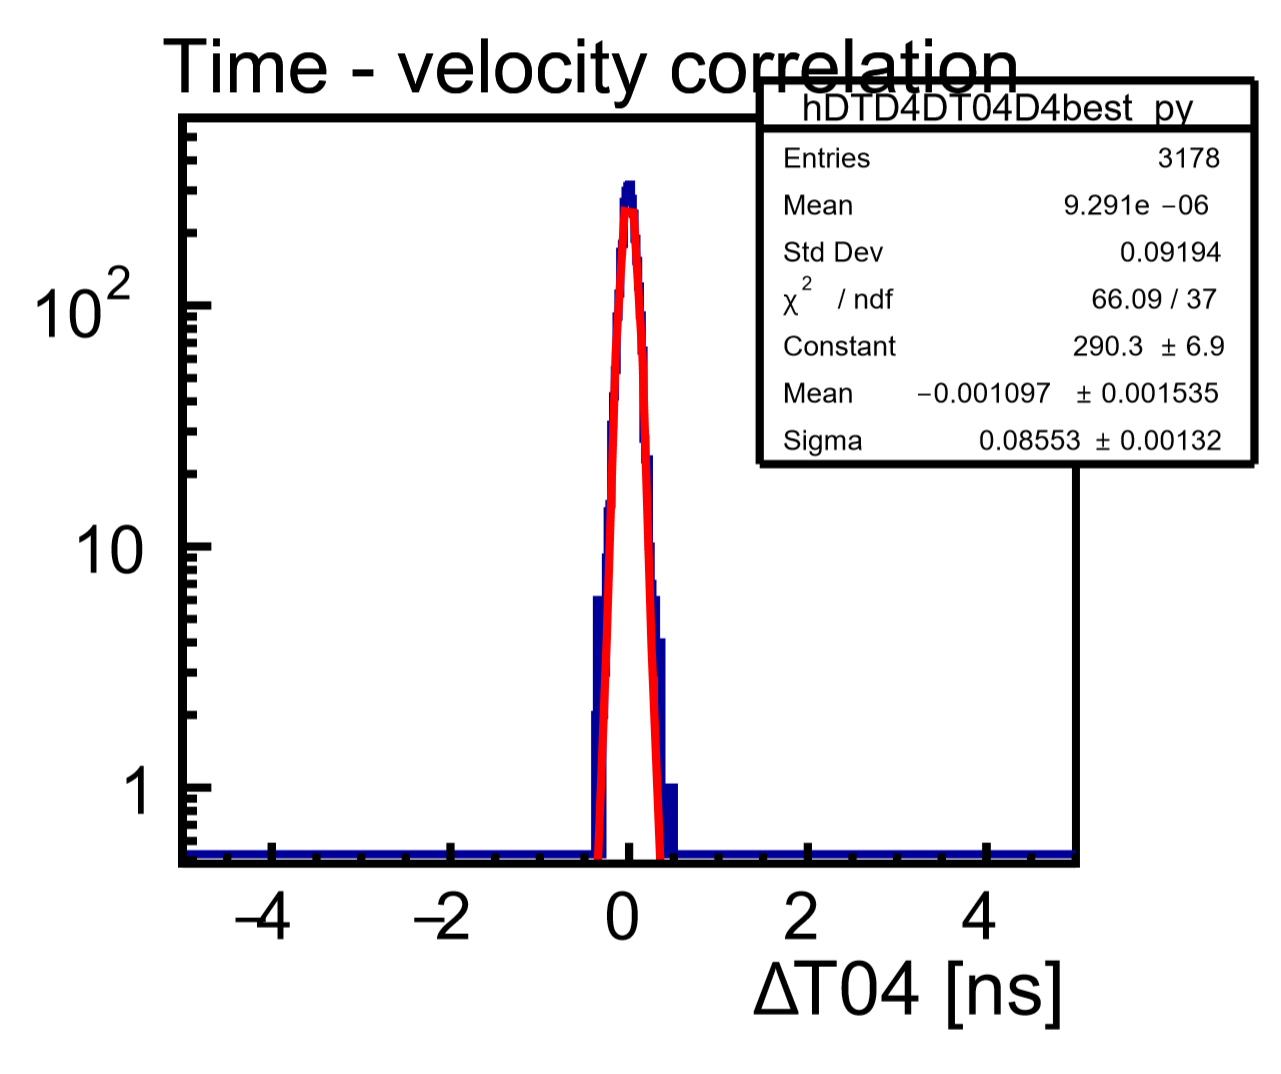 Time - velocity correlation
hDTD4DT04D4best_py
Entries 3178
Mean 9.291e −06
Std Dev 0.09194
χ² / ndf 66.09 / 37
Constant 290.3 ± 6.9
Mean −0.001097 ± 0.001535
Sigma 0.08553 ± 0.00132
10²
10
1
−4 −2 0 2 4
ΔT04 [ns]